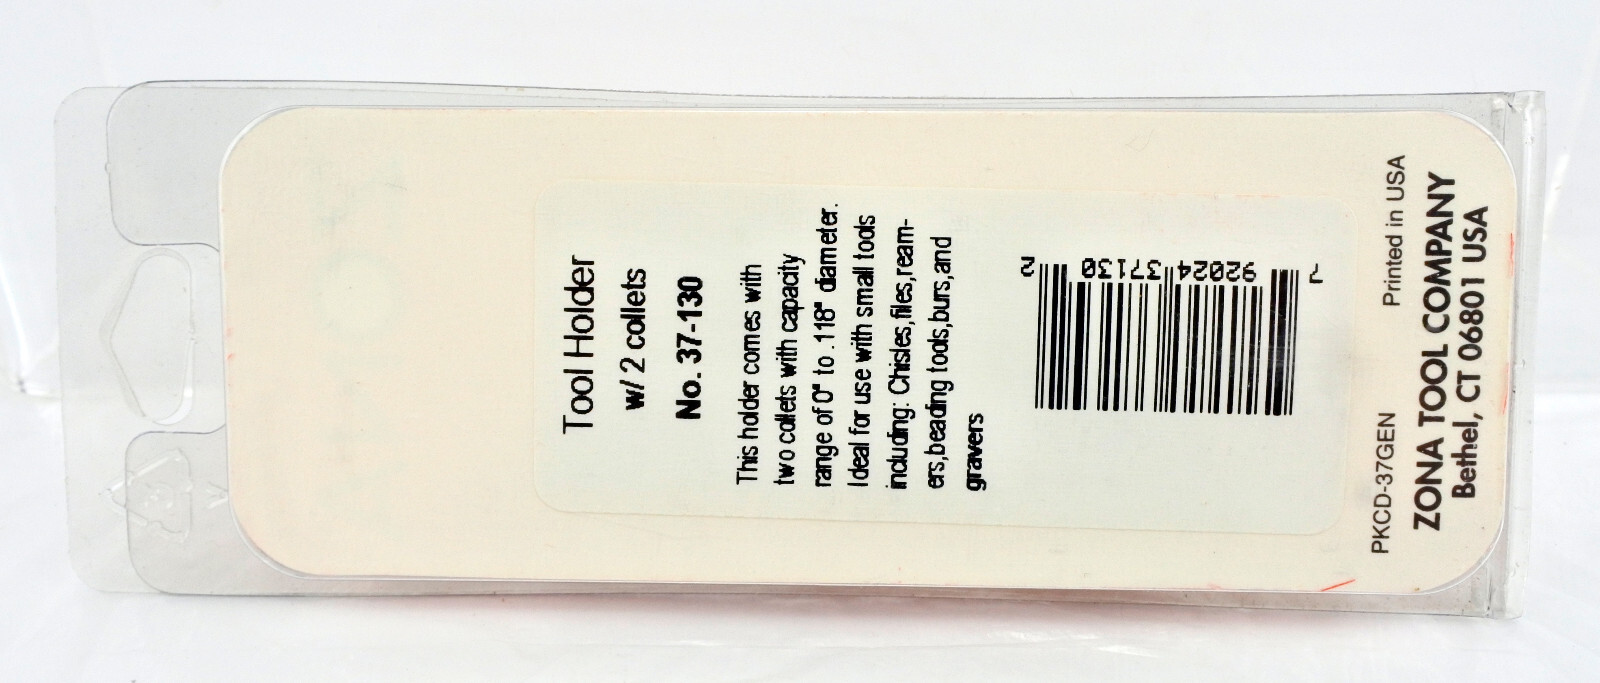 Tool Holder
w/ 2 collets
No. 37-130
This holder comes with
two collets with capacity
range of 0" to .118" diameter.
Ideal for use with small tools
including: Chisles,files,ream-
ers,beading tools,burs,and
gravers
7 92024 37130 2
PKCD-37GEN Printed in USA
ZONA TOOL COMPANY
Bethel, CT 06801 USA